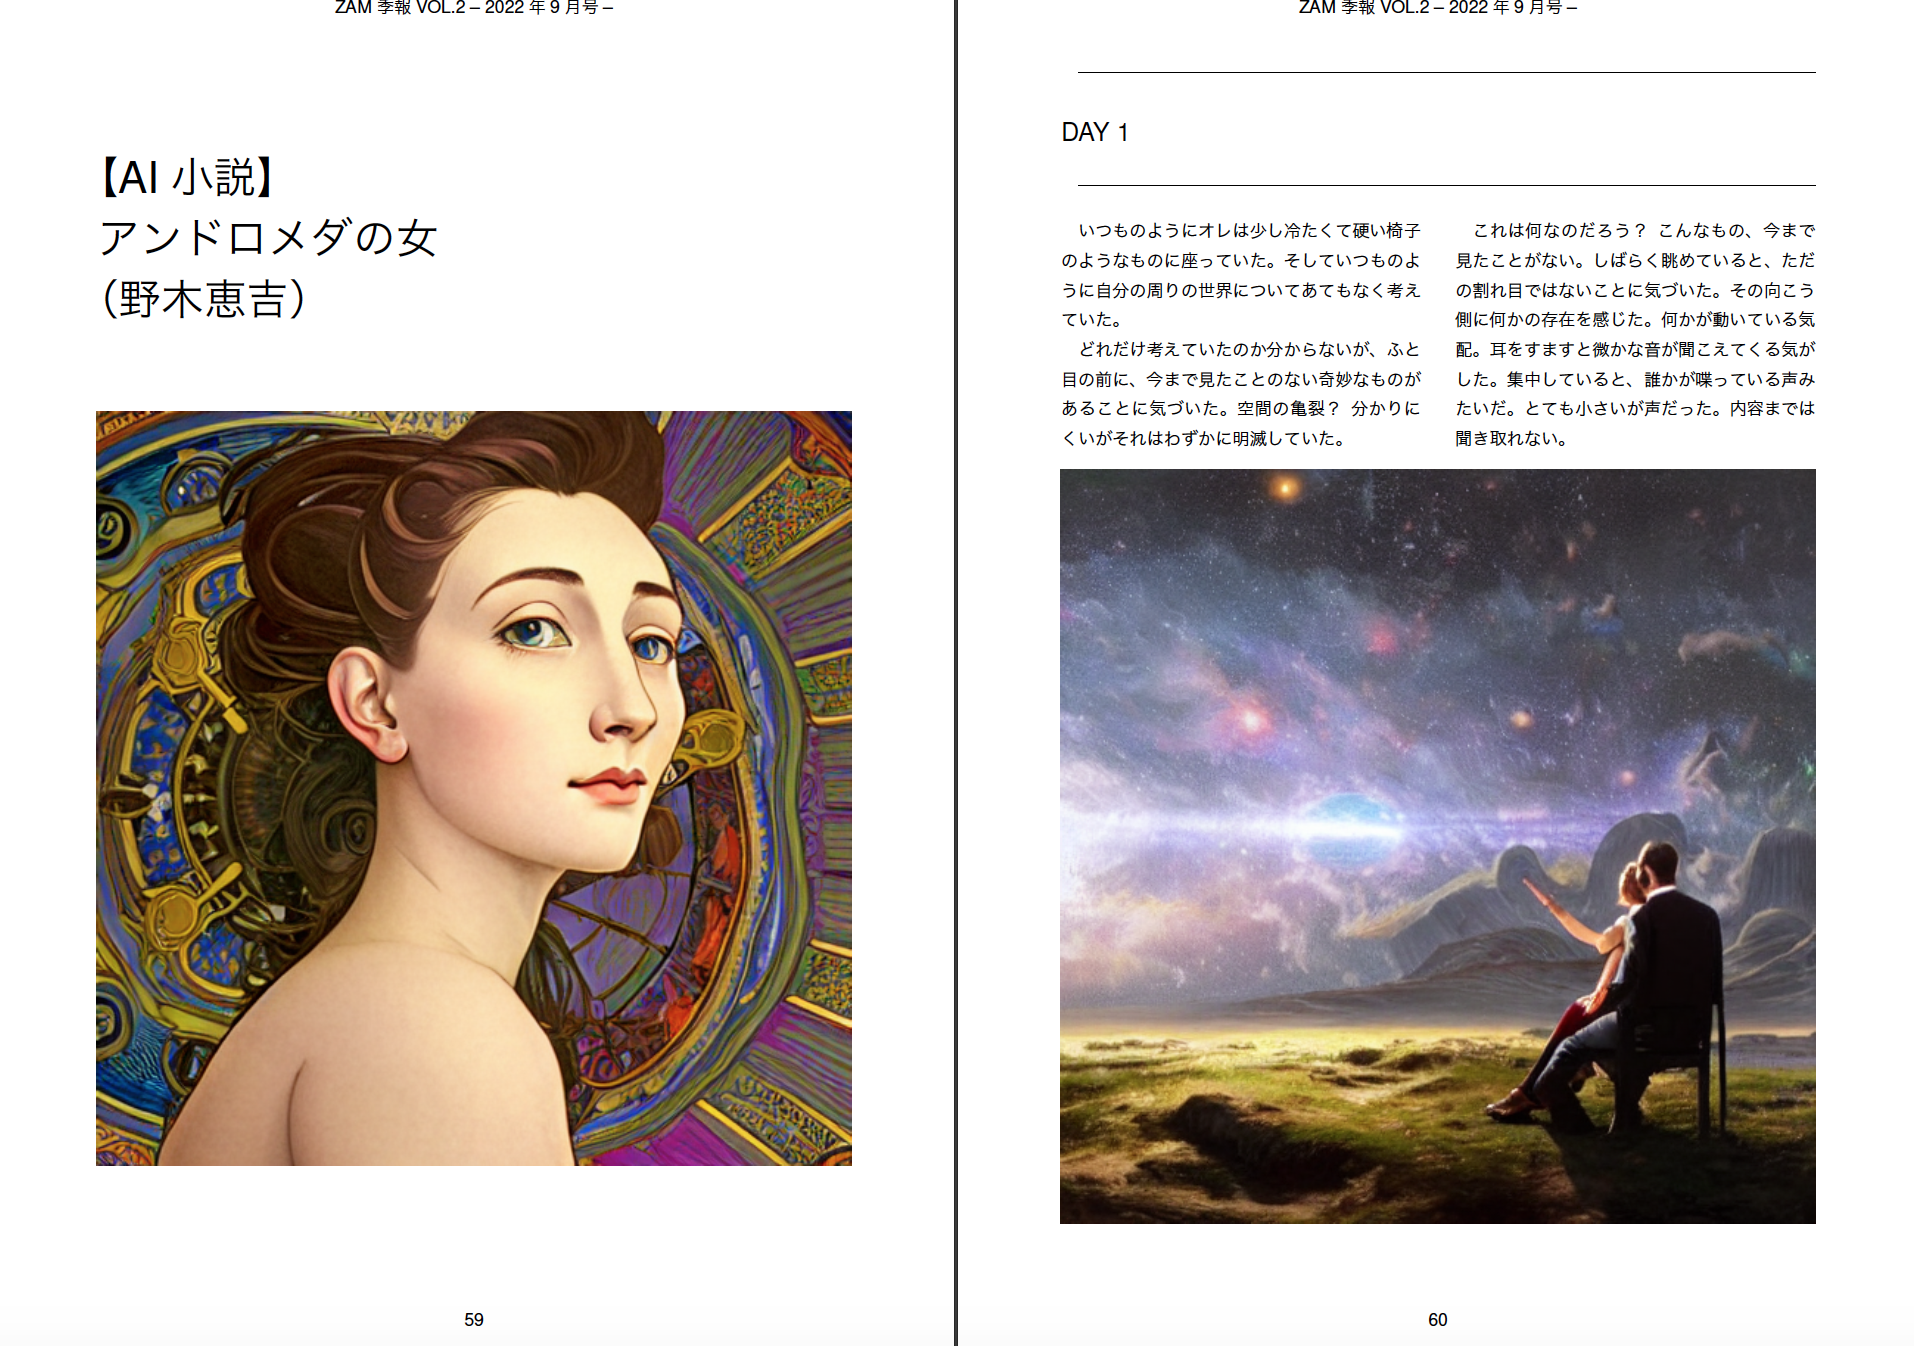 ZAM 季報 VOL.2 – 2022 年 9 月号 –
【AI 小説】
アンドロメダの女
（野木恵吉）
59
ZAM 季報 VOL.2 – 2022 年 9 月号 –
DAY 1
いつものようにオレは少し冷たくて硬い椅子
のようなものに座っていた。そしていつものよ
うに自分の周りの世界についてあてもなく考え
ていた。
どれだけ考えていたのか分からないが、ふと
目の前に、今まで見たことのない奇妙なものが
あることに気づいた。空間の亀裂？ 分かりに
くいがそれはわずかに明滅していた。
これは何なのだろう？ こんなもの、今まで
見たことがない。しばらく眺めていると、ただ
の割れ目ではないことに気づいた。その向こう
側に何かの存在を感じた。何かが動いている気
配。耳をすますと微かな音が聞こえてくる気が
した。集中していると、誰かが喋っている声み
たいだ。とても小さいが声だった。内容までは
聞き取れない。
60